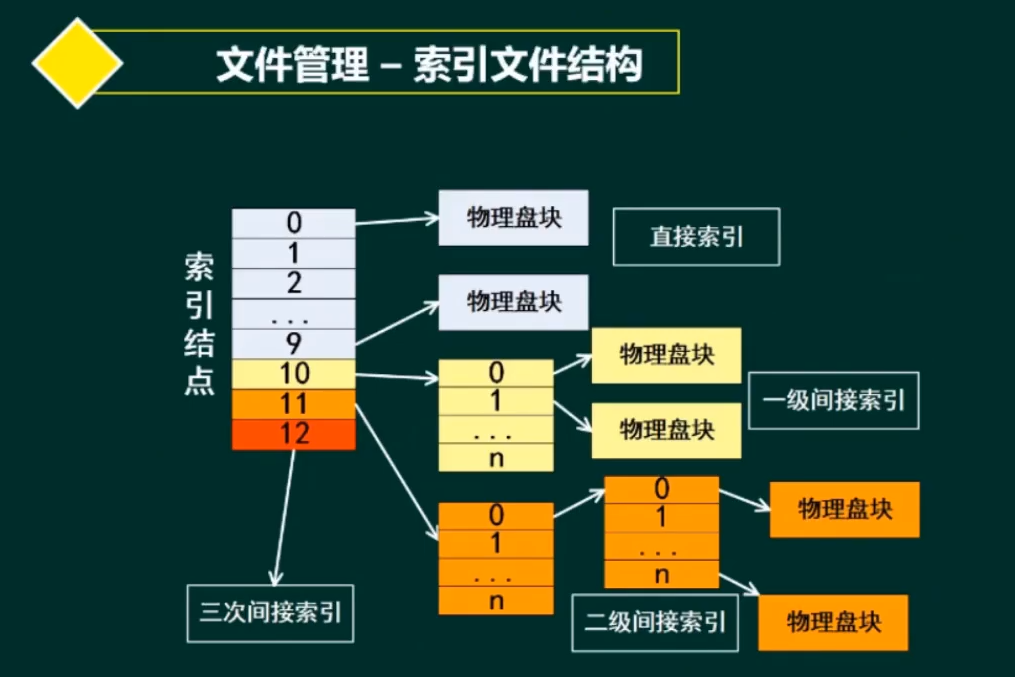 文件管理 – 索引文件结构
索引结点
0
1
2
...
9
10
11
12
物理盘块
物理盘块
直接索引
0
1
...
n
物理盘块
物理盘块
一级间接索引
0
1
...
n
0
1
...
n
物理盘块
物理盘块
二级间接索引
三次间接索引